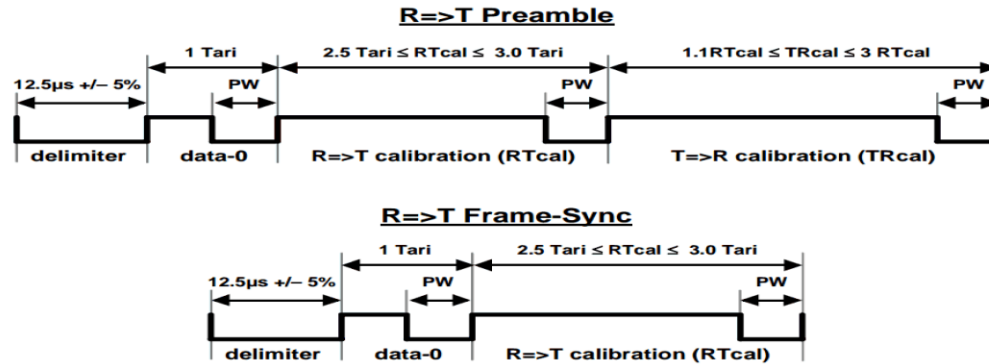 R=>T Preamble
1 Tari
2.5 Tari ≤ RTcal ≤ 3.0 Tari
1.1RTcal ≤ TRcal ≤ 3 RTcal
12.5µs +/– 5%
PW
PW
PW
delimiter
data-0
R=>T calibration (RTcal)
T=>R calibration (TRcal)
R=>T Frame-Sync
1 Tari
2.5 Tari ≤ RTcal ≤ 3.0 Tari
12.5µs +/– 5%
PW
PW
delimiter
data-0
R=>T calibration (RTcal)